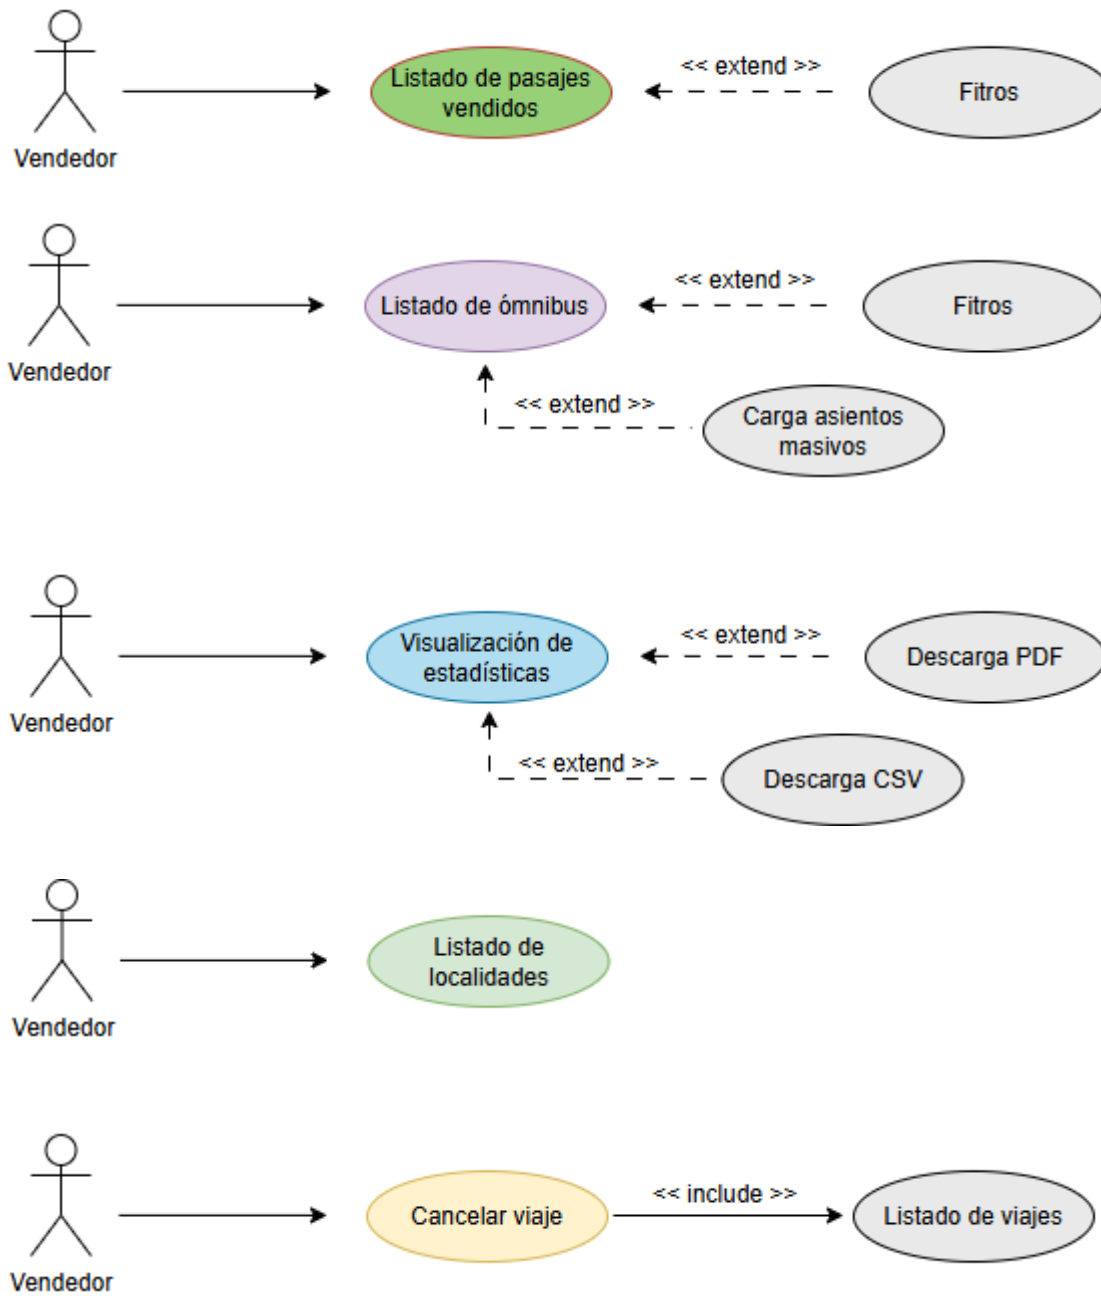 Listado de pasajes
vendidos
<< extend >>
Fitros
Vendedor
Listado de ómnibus
<< extend >>
Fitros
Vendedor
<< extend >>
Carga asientos
masivos
Visualización de
estadísticas
<< extend >>
Descarga PDF
Vendedor
<< extend >>
Descarga CSV
Listado de
localidades
Vendedor
Cancelar viaje
<< include >>
Listado de viajes
Vendedor